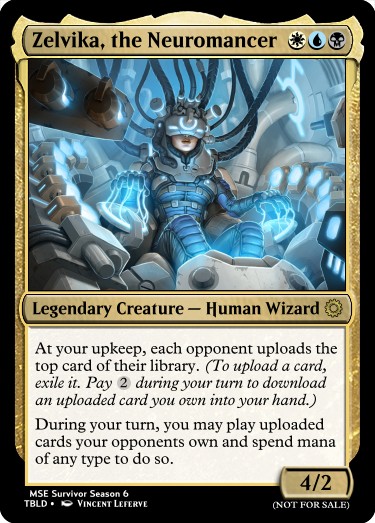 Zelvika, the Neuromancer
Legendary Creature — Human Wizard
At your upkeep, each opponent uploads the
top card of their library. (To upload a card,
exile it. Pay 2 during your turn to download
an uploaded card you own into your hand.)
During your turn, you may play uploaded
cards your opponents own and spend mana
of any type to do so.
4/2
MSE Survivor Season 6
TBLD • Vincent Leferve
(NOT FOR SALE)